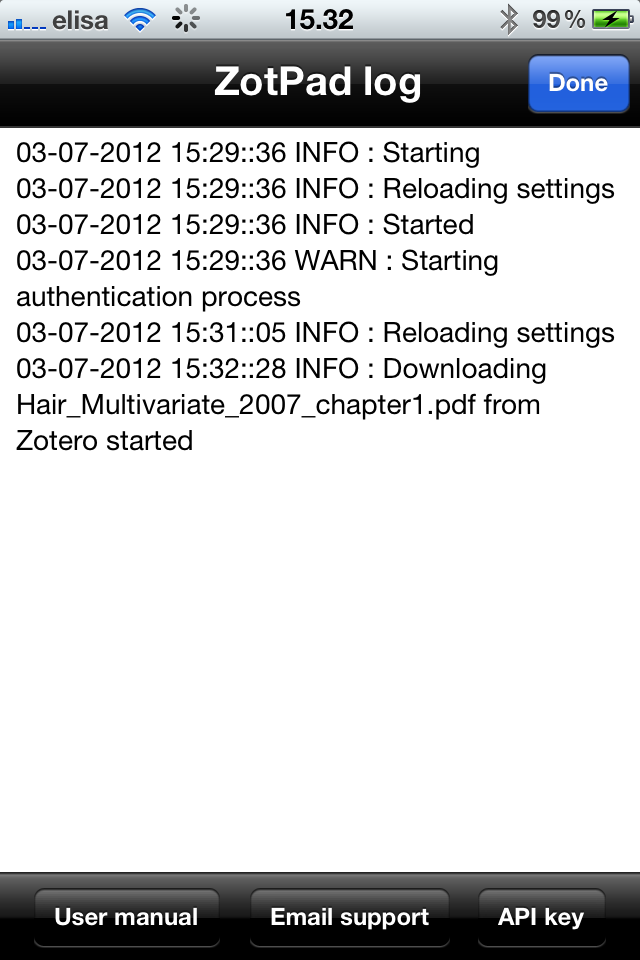 elisa 15.32 99%
ZotPad log Done
03-07-2012 15:29::36 INFO : Starting
03-07-2012 15:29::36 INFO : Reloading settings
03-07-2012 15:29::36 INFO : Started
03-07-2012 15:29::36 WARN : Starting
authentication process
03-07-2012 15:31::05 INFO : Reloading settings
03-07-2012 15:32::28 INFO : Downloading
Hair_Multivariate_2007_chapter1.pdf from
Zotero started
User manual Email support API key